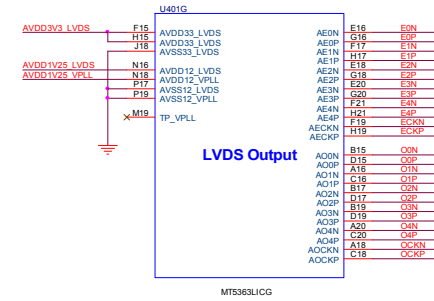 U401G
AVDD3V3_LVDS F15 AVDD33_LVDS AE0N E16 E0N
H15 AVDD33_LVDS AE0P G16 E0P
J18 AVSS33_LVDS AE1N F17 E1N
AE1P H17 E1P
AVDD1V25_LVDS N16 AVDD12_LVDS AE2N E18 E2N
AVDD1V25_VPLL N18 AVDD12_VPLL AE2P G18 E2P
P17 AVSS12_LVDS AE3N E20 E3N
P19 AVSS12_VPLL AE3P G20 E3P
AE4N F21 E4N
M19 TP_VPLL AE4P H21 E4P
AECKN F19 ECKN
AECKP H19 ECKP
LVDS Output
AO0N B15 O0N
AO0P D15 O0P
AO1N A16 O1N
AO1P C16 O1P
AO2N B17 O2N
AO2P D17 O2P
AO3N B19 O3N
AO3P D19 O3P
AO4N A20 O4N
AO4P C20 O4P
AOCKN A18 OCKN
AOCKP C18 OCKP
MT5363LICG